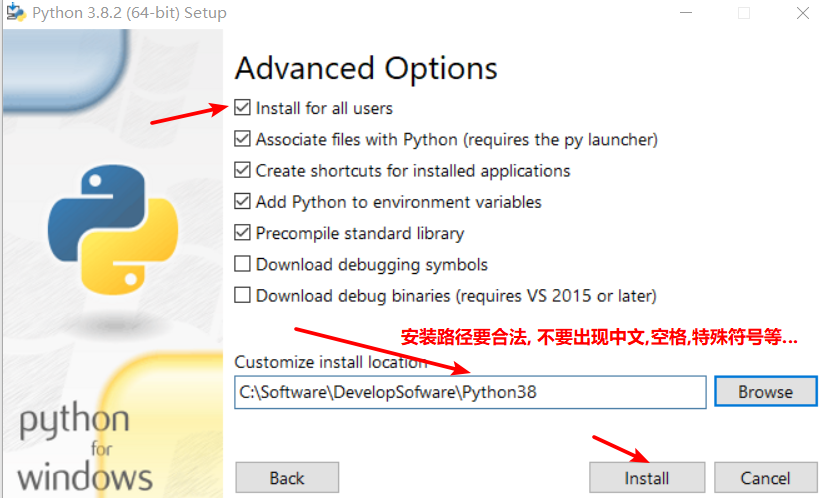 Python 3.8.2 (64-bit) Setup
Advanced Options
Install for all users
Associate files with Python (requires the py launcher)
Create shortcuts for installed applications
Add Python to environment variables
Precompile standard library
Download debugging symbols
Download debug binaries (requires VS 2015 or later)
安装路径要合法, 不要出现中文,空格,特殊符号等...
Customize install location
C:\Software\DevelopSofware\Python38
Browse
python
for
windows
Back
Install
Cancel